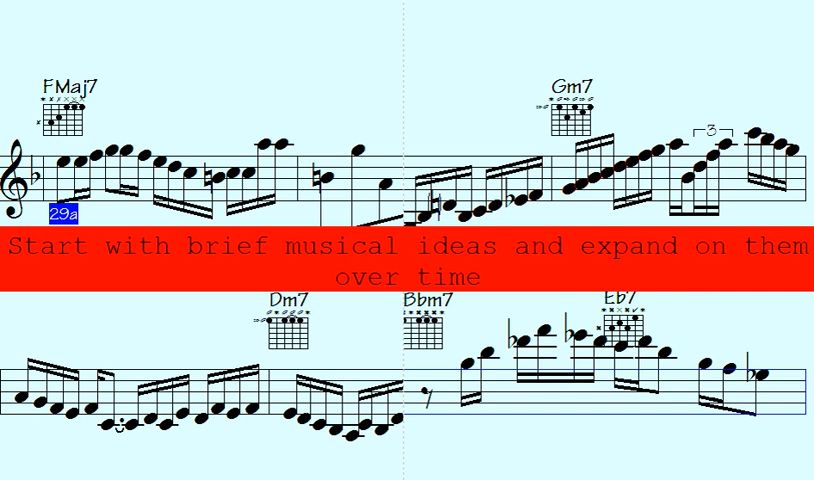 FMaj7
Gm7
3
29a
Start with brief musical ideas and expand on them
over time
Dm7
Bbm7
Eb7